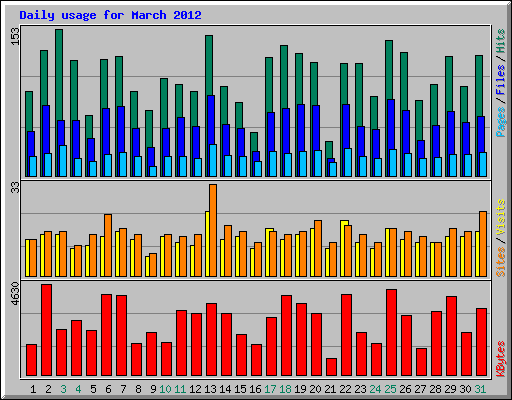 Daily usage for March 2012
153
Pages / Files / Hits
33
Sites / Visits
4630
KBytes
1 2 3 4 5 6 7 8 9 10 11 12 13 14 15 16 17 18 19 20 21 22 23 24 25 26 27 28 29 30 31